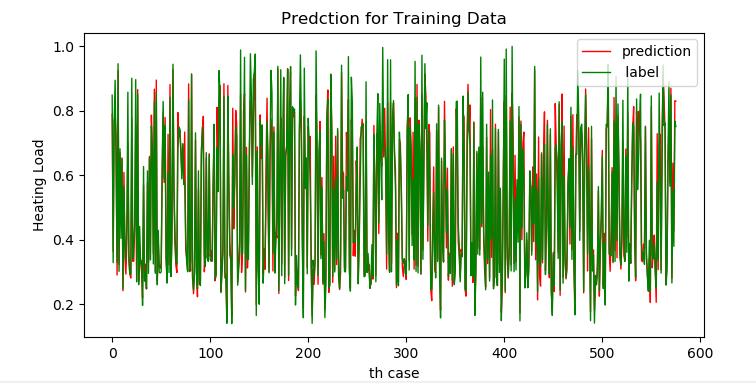 Predction for Training Data
1.0
0.8
0.6
0.4
0.2
Heating Load
prediction
label
0 100 200 300 400 500 600
th case